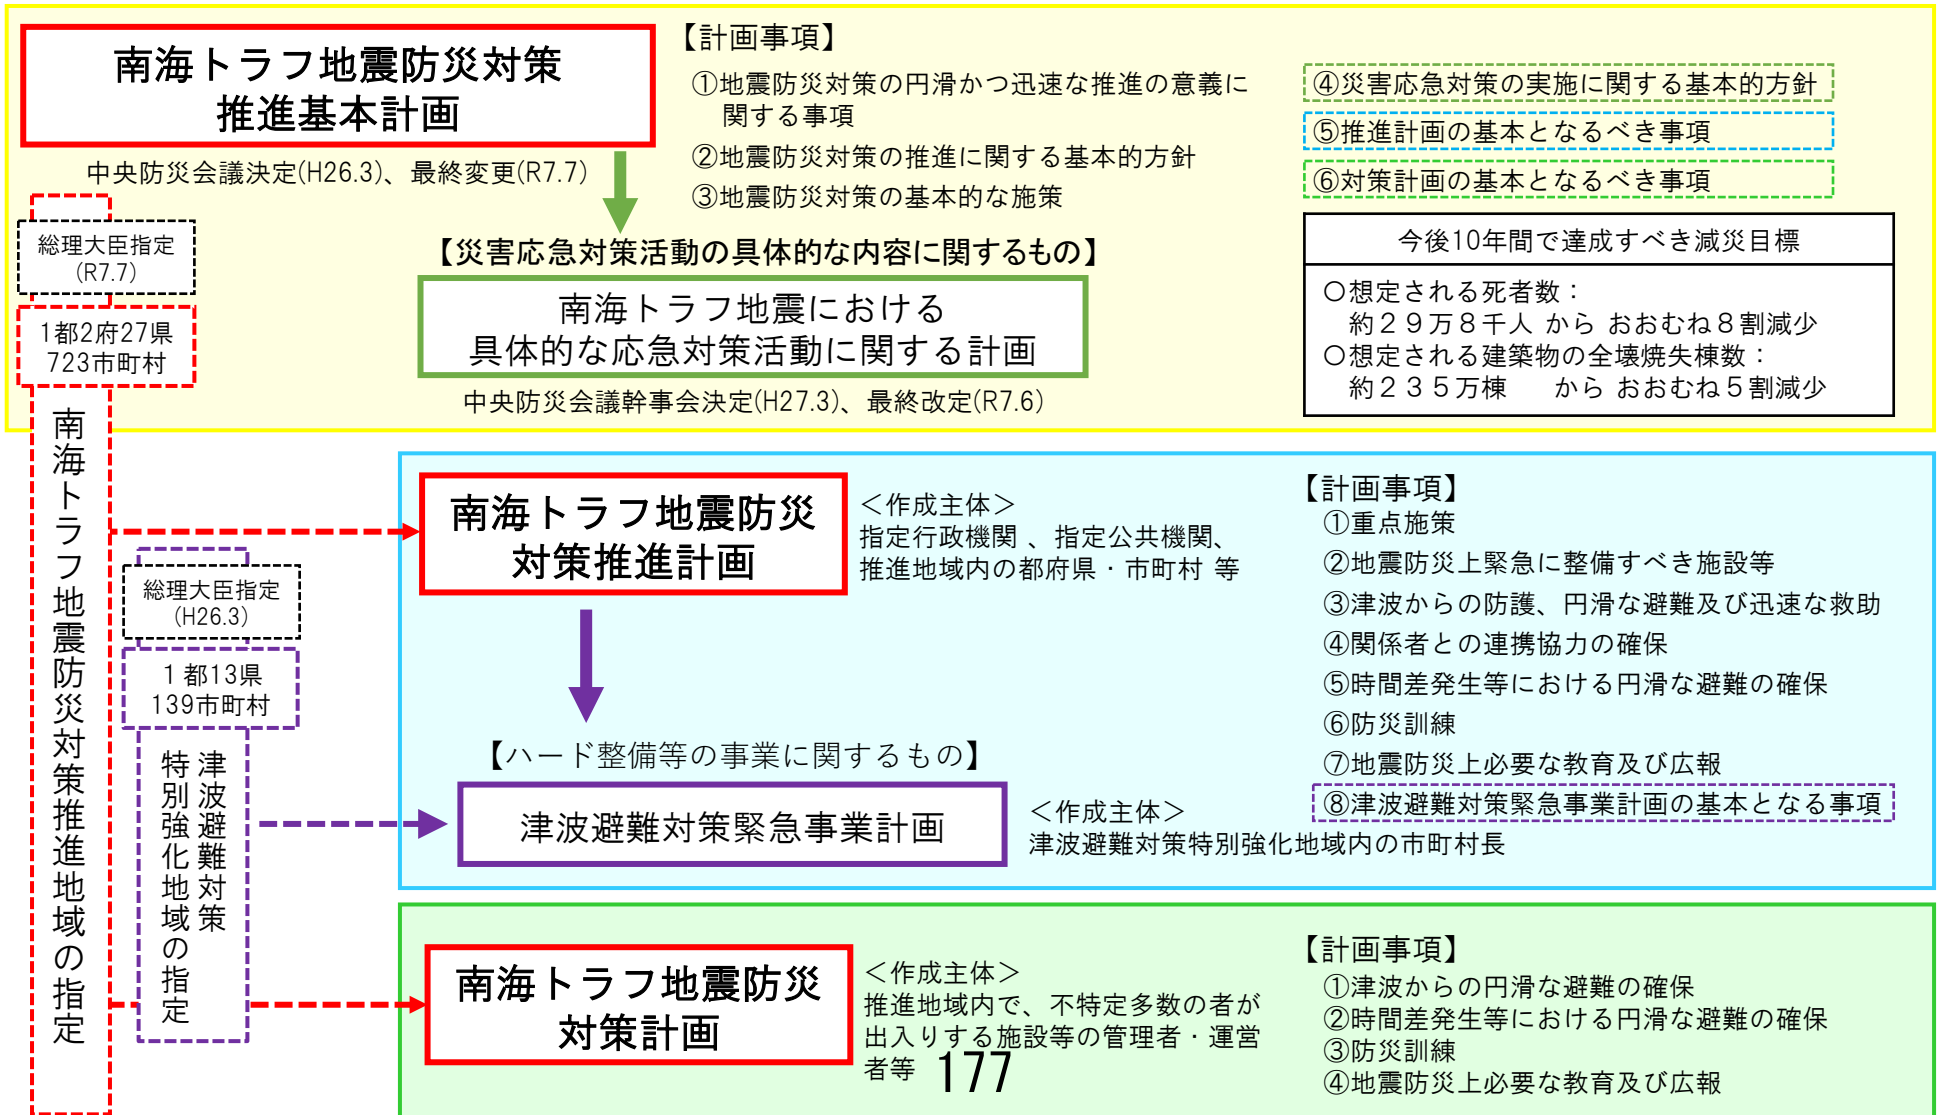 南海トラフ地震防災対策
推進基本計画
中央防災会議決定(H26.3)、最終変更(R7.7)
【計画事項】
①地震防災対策の円滑かつ迅速な推進の意義に
関する事項
②地震防災対策の推進に関する基本的方針
③地震防災対策の基本的な施策
④災害応急対策の実施に関する基本的方針
⑤推進計画の基本となるべき事項
⑥対策計画の基本となるべき事項
今後10年間で達成すべき減災目標
〇想定される死者数：
約２９万８千人 から おおむね８割減少
〇想定される建築物の全壊焼失棟数：
約２３５万棟　 から おおむね５割減少
【災害応急対策活動の具体的な内容に関するもの】
南海トラフ地震における
具体的な応急対策活動に関する計画
中央防災会議幹事会決定(H27.3)、最終改定(R7.6)
総理大臣指定
(R7.7)
1都2府27県
723市町村
南海トラフ地震防災対策推進地域の指定
総理大臣指定
(H26.3)
１都13県
139市町村
津波避難対策
特別強化地域の指定
南海トラフ地震防災
対策推進計画
＜作成主体＞
指定行政機関 、指定公共機関、
推進地域内の都府県・市町村 等
【ハード整備等の事業に関するもの】
津波避難対策緊急事業計画
＜作成主体＞
津波避難対策特別強化地域内の市町村長
【計画事項】
①重点施策
②地震防災上緊急に整備すべき施設等
③津波からの防護、円滑な避難及び迅速な救助
④関係者との連携協力の確保
⑤時間差発生等における円滑な避難の確保
⑥防災訓練
⑦地震防災上必要な教育及び広報
⑧津波避難対策緊急事業計画の基本となる事項
南海トラフ地震防災
対策計画
＜作成主体＞
推進地域内で、不特定多数の者が
出入りする施設等の管理者・運営
者等
177
【計画事項】
①津波からの円滑な避難の確保
②時間差発生等における円滑な避難の確保
③防災訓練
④地震防災上必要な教育及び広報